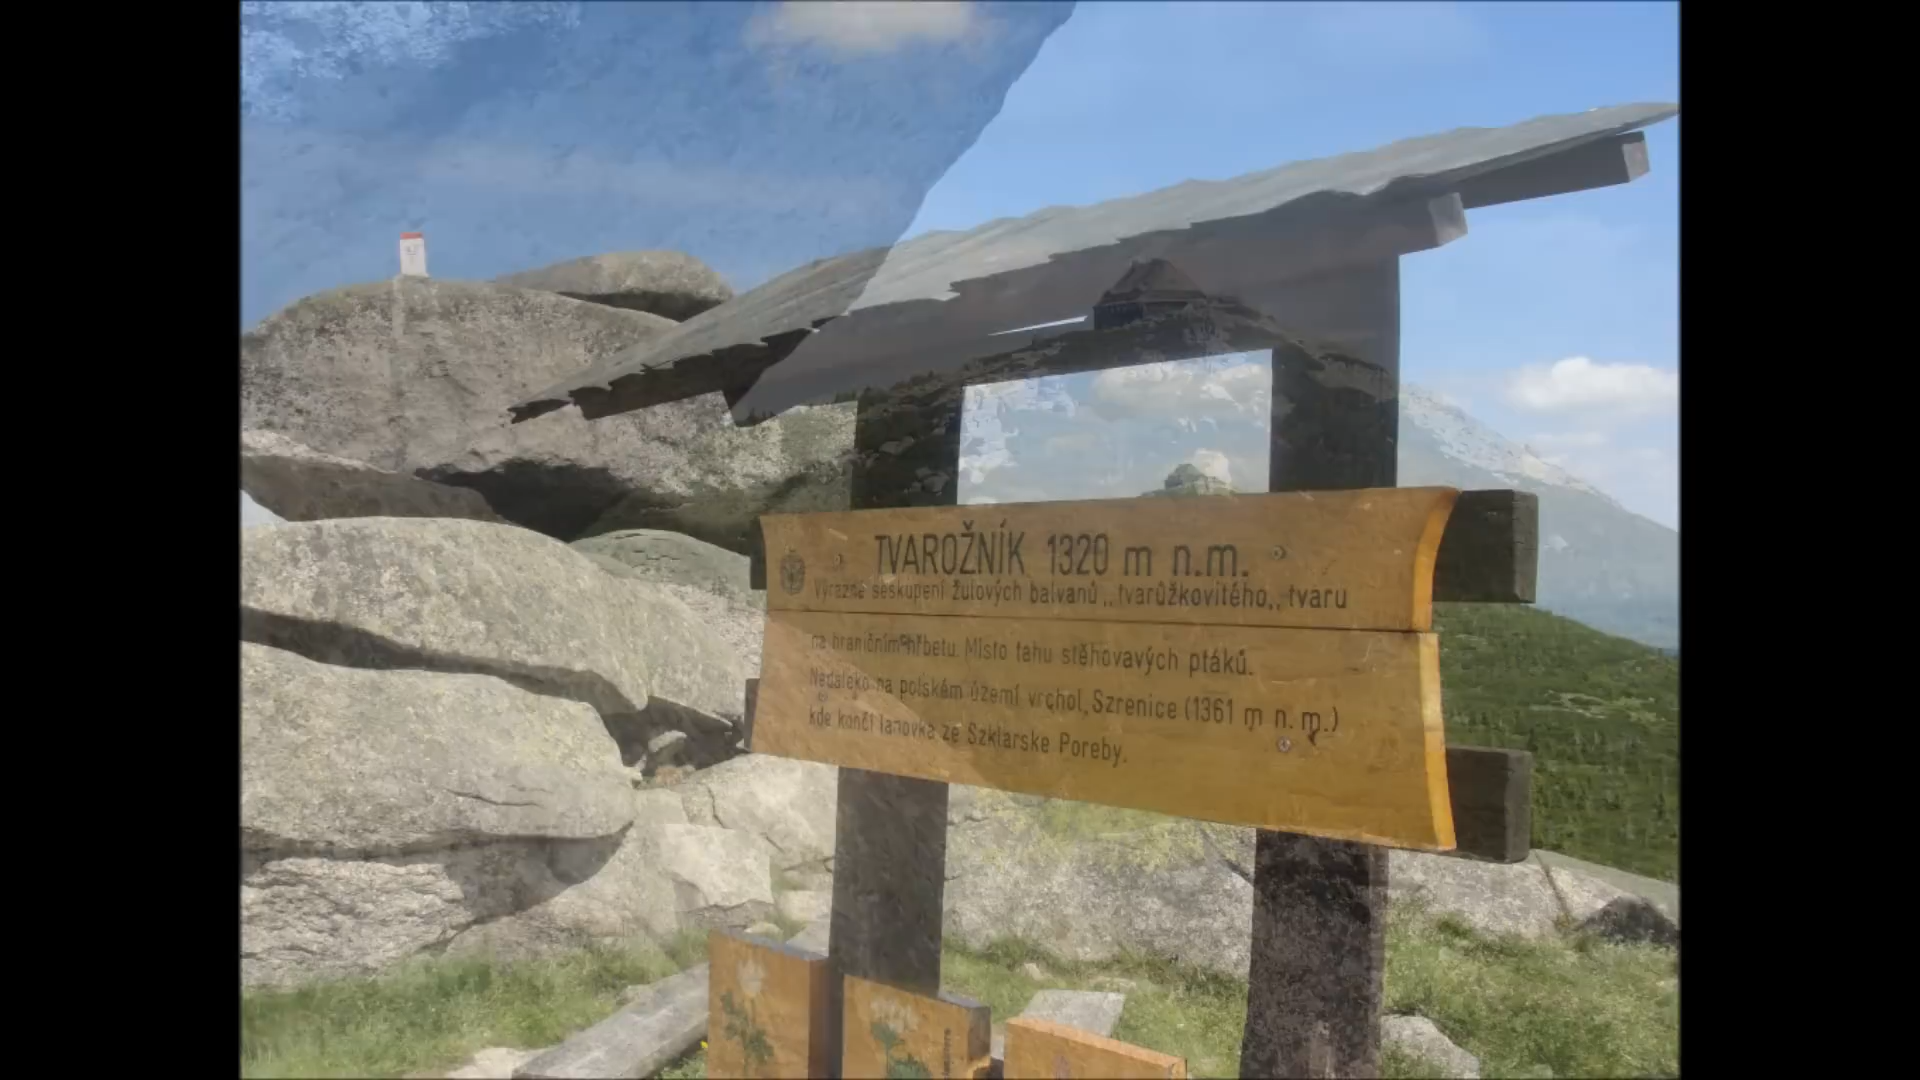 TVAROŽNÍK 1320 m n.m.
Výrazné seskupení žulových balvanů ,,tvarůžkovitého,, tvaru
na hraničním hřbetu. Místo tahu stěhovavých ptáků.
Nedaleko na polském území vrchol, Szrenice (1361 m n. m.)
kde končí lanovka ze Szklarske Poreby.